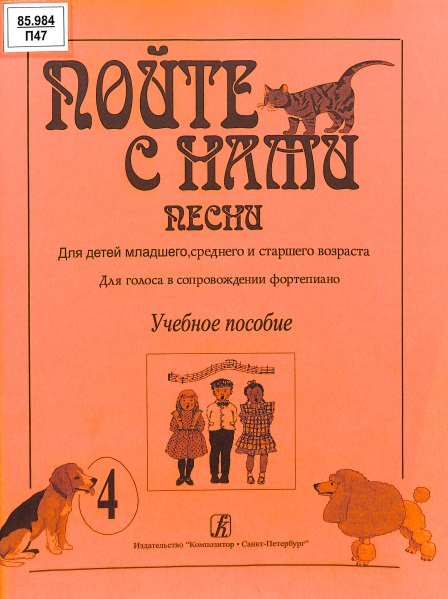 85.984
П47
ПОЙТЕ
С НАМИ
ПЕСНИ
Для детей младшего, среднего и старшего возраста
Для голоса в сопровождении фортепиано
Учебное пособие
4
Издательство "Композитор • Санкт-Петербург"